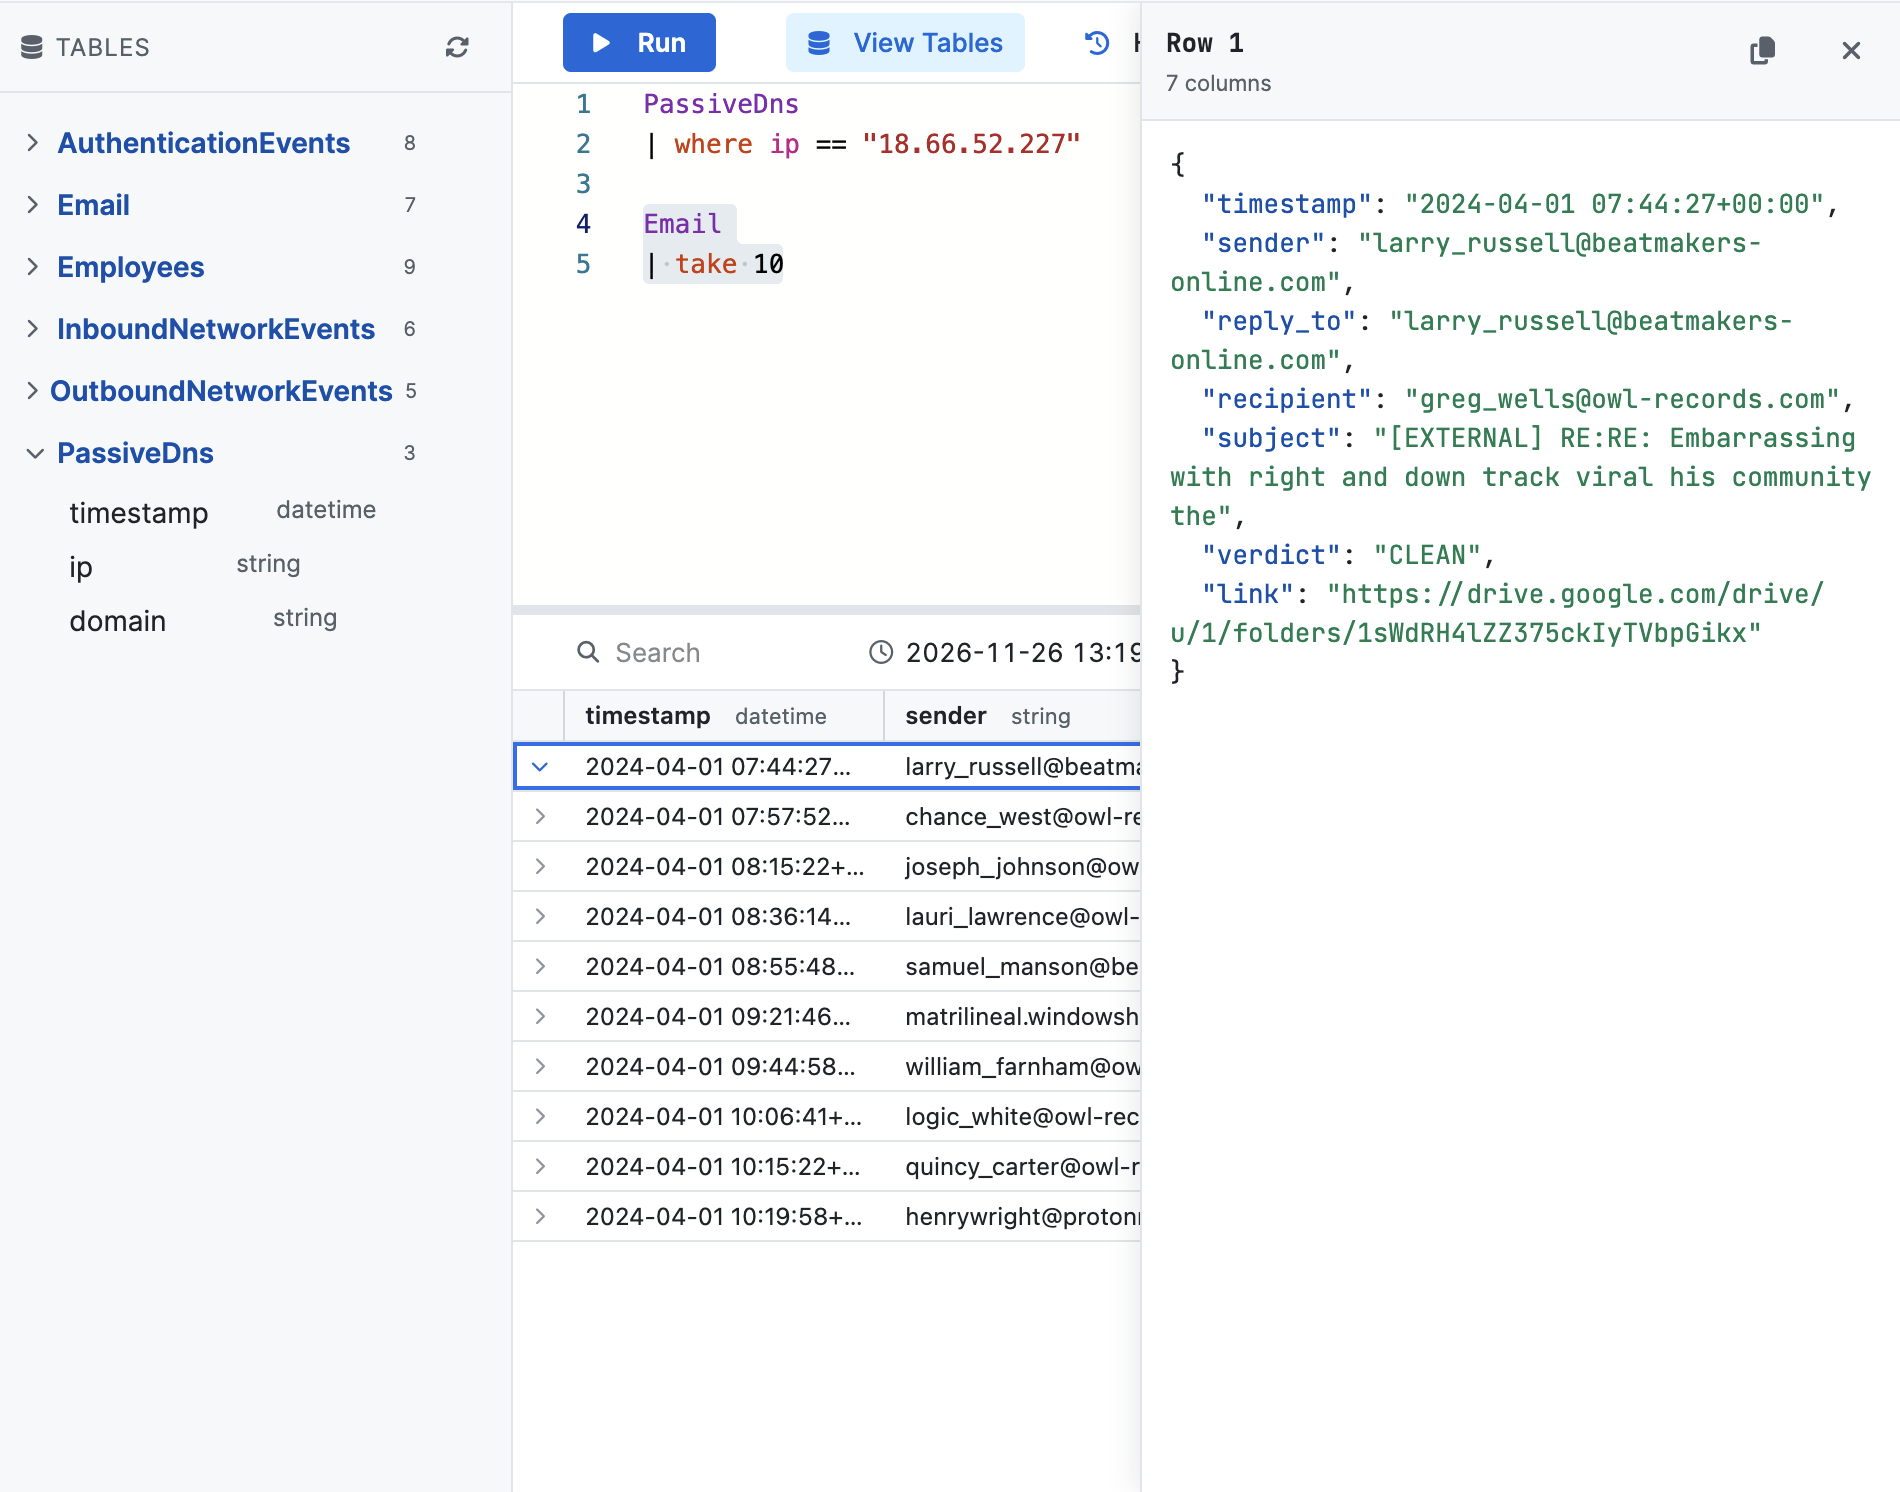 TABLES
AuthenticationEvents 8
Email 7
Employees 9
InboundNetworkEvents 6
OutboundNetworkEvents 5
PassiveDns 3
timestamp datetime
ip string
domain string
Run
View Tables
1 PassiveDns
2 | where ip == "18.66.52.227"
3
4 Email
5 | take 10
Search
2026-11-26 13:19
timestamp datetime sender string
2024-04-01 07:44:27... larry_russell@beatma
2024-04-01 07:57:52... chance_west@owl-re
2024-04-01 08:15:22+... joseph_johnson@ow
2024-04-01 08:36:14... lauri_lawrence@owl-
2024-04-01 08:55:48... samuel_manson@be
2024-04-01 09:21:46... matrilineal.windowsh
2024-04-01 09:44:58... william_farnham@ow
2024-04-01 10:06:41+... logic_white@owl-rec
2024-04-01 10:15:22+... quincy_carter@owl-r
2024-04-01 10:19:58+... henrywright@proton
Row 1
7 columns
{
"timestamp": "2024-04-01 07:44:27+00:00",
"sender": "larry_russell@beatmakers-
online.com",
"reply_to": "larry_russell@beatmakers-
online.com",
"recipient": "greg_wells@owl-records.com",
"subject": "[EXTERNAL] RE:RE: Embarrassing
with right and down track viral his community
the",
"verdict": "CLEAN",
"link": "https://drive.google.com/drive/
u/1/folders/1sWdRH4lZZ375ckIyTVbpGikx"
}